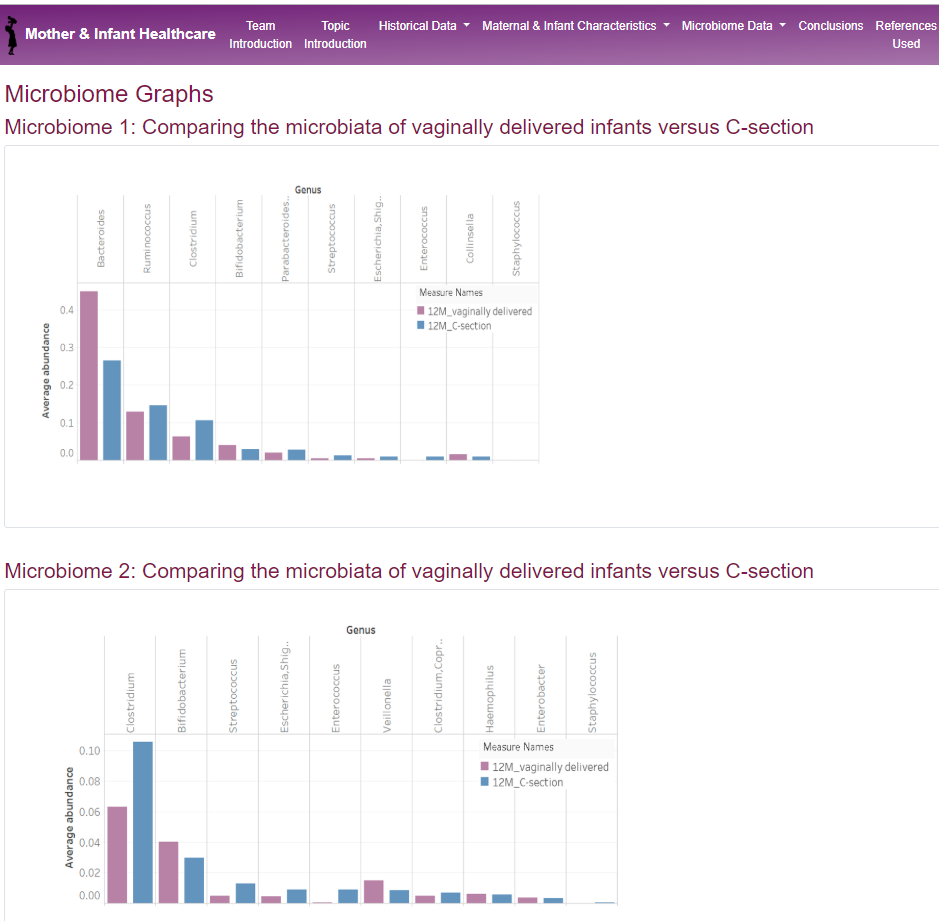 Mother & Infant Healthcare
Team Introduction
Topic Introduction
Historical Data
Maternal & Infant Characteristics
Microbiome Data
Conclusions
References Used
Microbiome Graphs
Microbiome 1: Comparing the microbiata of vaginally delivered infants versus C-section
Genus
Bacteroides
Ruminococcus
Clostridium
Bifidobacterium
Parabacteroides..
Streptococcus
Escherichia,Shig..
Enterococcus
Collinsella
Staphylococcus
Measure Names
12M_vaginally delivered
12M_C-section
Average abundance
0.4
0.3
0.2
0.1
0.0
Microbiome 2: Comparing the microbiata of vaginally delivered infants versus C-section
Genus
Clostridium
Bifidobacterium
Streptococcus
Escherichia,Shig..
Enterococcus
Veillonella
Clostridium,Copr..
Haemophilus
Enterobacter
Staphylococcus
Measure Names
12M_vaginally delivered
12M_C-section
Average abundance
0.10
0.08
0.06
0.04
0.02
0.00